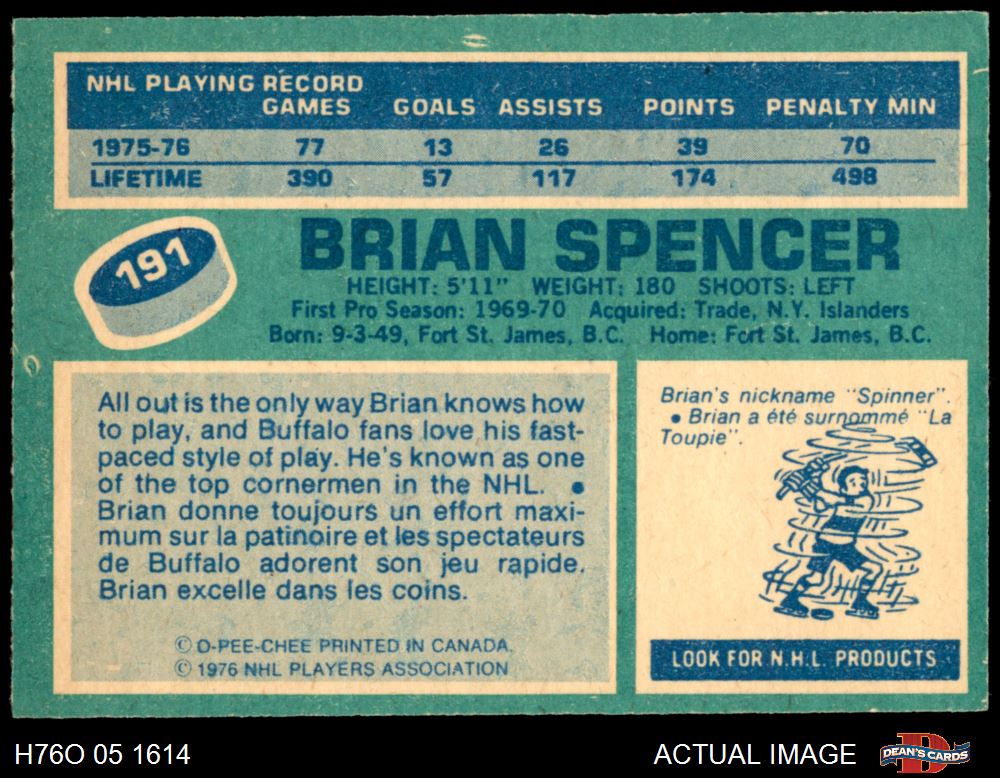 NHL PLAYING RECORD
GAMES GOALS ASSISTS POINTS PENALTY MIN
1975-76 77 13 26 39 70
LIFETIME 390 57 117 174 498
191
BRIAN SPENCER
HEIGHT: 5'11" WEIGHT: 180 SHOOTS: LEFT
First Pro Season: 1969-70 Acquired: Trade, N.Y. Islanders
Born: 9-3-49, Fort St. James, B.C. Home: Fort St. James, B.C.
All out is the only way Brian knows how
to play, and Buffalo fans love his fast-
paced style of play. He's known as one
of the top cornermen in the NHL. •
Brian donne toujours un effort maxi-
mum sur la patinoire et les spectateurs
de Buffalo adorent son jeu rapide.
Brian excelle dans les coins.
© O-PEE-CHEE PRINTED IN CANADA.
© 1976 NHL PLAYERS ASSOCIATION
Brian's nickname "Spinner".
• Brian a été surnommé "La
Toupie".
LOOK FOR N.H.L. PRODUCTS
H76O 05 1614
ACTUAL IMAGE
D
DEAN'S CARDS